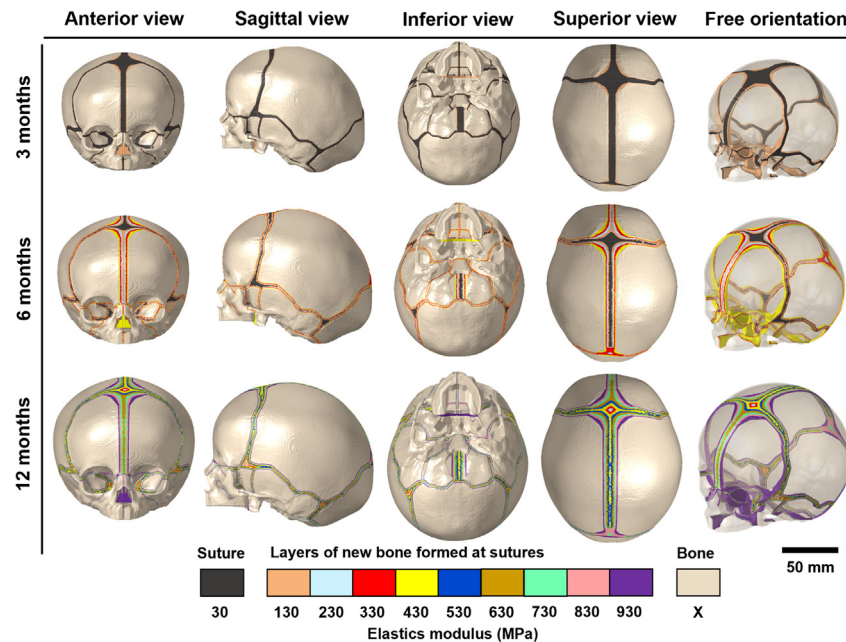 Anterior view Sagittal view Inferior view Superior view Free orientation
3 months
6 months
12 months
50 mm
Suture Layers of new bone formed at sutures Bone
30 130 230 330 430 530 630 730 830 930 X
Elastics modulus (MPa)